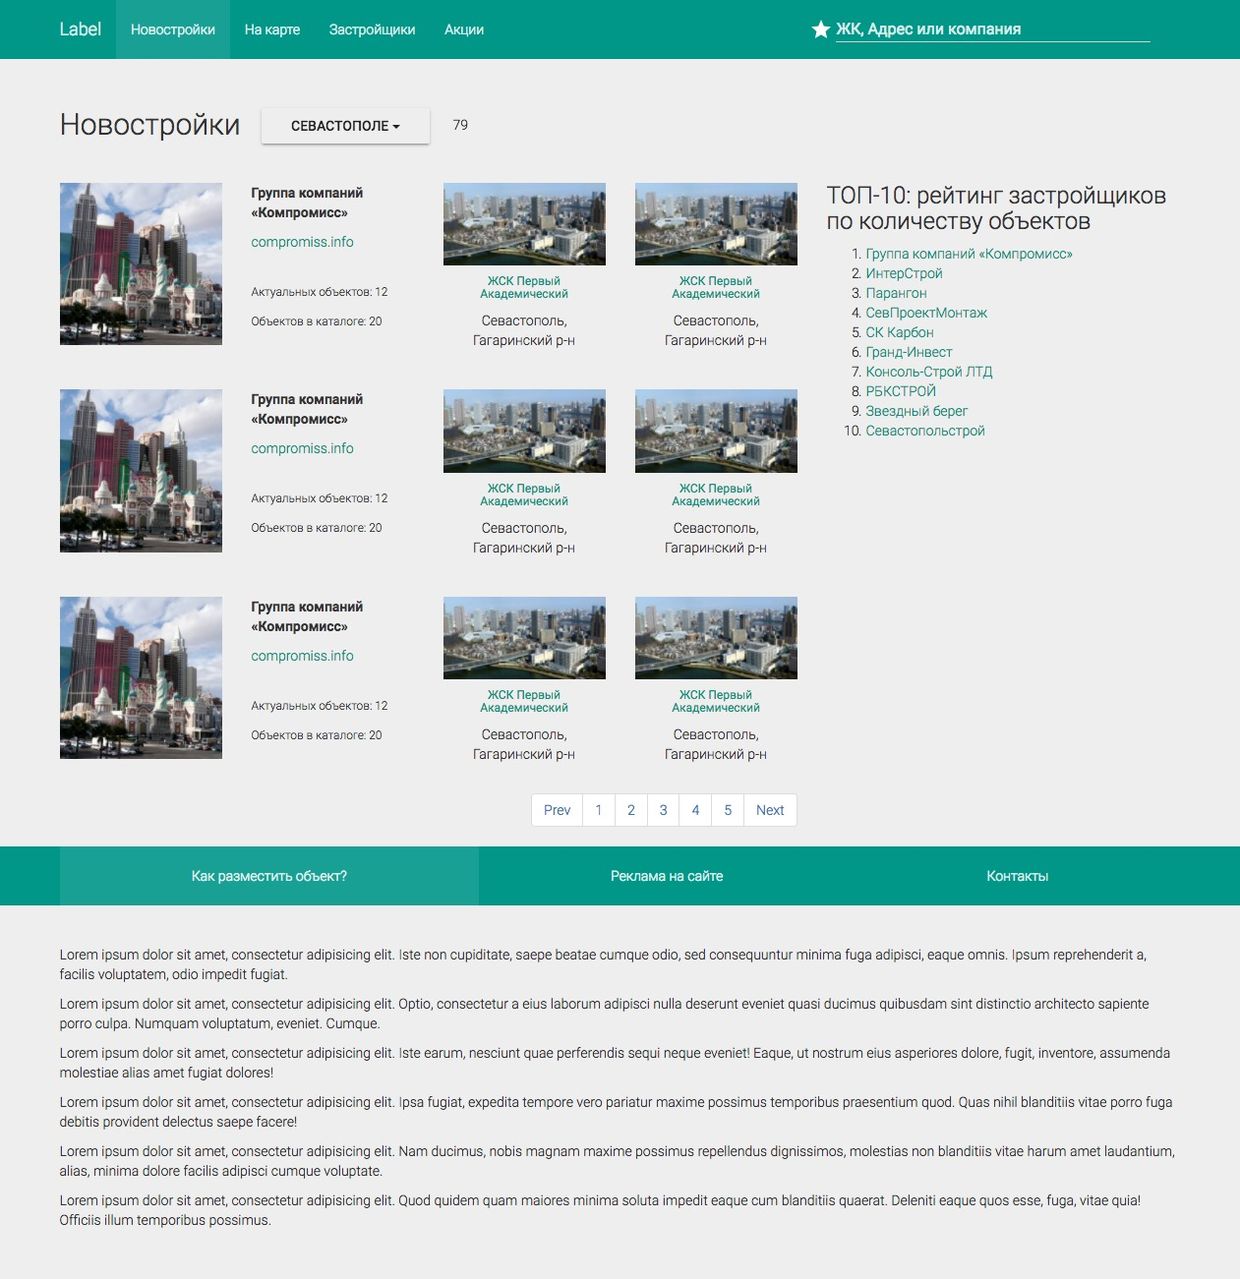 Label Новостройки На карте Застройщики Акции ЖК, Адрес или компания
Новостройки СЕВАСТОПОЛЕ 79
Группа компаний
«Компромисс»
compromiss.info
Актуальных объектов: 12
Объектов в каталоге: 20
ЖСК Первый
Академический
Севастополь,
Гагаринский р-н
ЖСК Первый
Академический
Севастополь,
Гагаринский р-н
Группа компаний
«Компромисс»
compromiss.info
Актуальных объектов: 12
Объектов в каталоге: 20
ЖСК Первый
Академический
Севастополь,
Гагаринский р-н
ЖСК Первый
Академический
Севастополь,
Гагаринский р-н
Группа компаний
«Компромисс»
compromiss.info
Актуальных объектов: 12
Объектов в каталоге: 20
ЖСК Первый
Академический
Севастополь,
Гагаринский р-н
ЖСК Первый
Академический
Севастополь,
Гагаринский р-н
ТОП-10: рейтинг застройщиков
по количеству объектов
1. Группа компаний «Компромисс»
2. ИнтерСтрой
3. Парангон
4. СевПроектМонтаж
5. СК Карбон
6. Гранд-Инвест
7. Консоль-Строй ЛТД
8. РБКСТРОЙ
9. Звездный берег
10. Севастопольстрой
Prev 1 2 3 4 5 Next
Как разместить объект? Реклама на сайте Контакты
Lorem ipsum dolor sit amet, consectetur adipisicing elit. Iste non cupiditate, saepe beatae cumque odio, sed consequuntur minima fuga adipisci, eaque omnis. Ipsum reprehenderit a,
facilis voluptatem, odio impedit fugiat.
Lorem ipsum dolor sit amet, consectetur adipisicing elit. Optio, consectetur a eius laborum adipisci nulla deserunt eveniet quasi ducimus quibusdam sint distinctio architecto sapiente
porro culpa. Numquam voluptatum, eveniet. Cumque.
Lorem ipsum dolor sit amet, consectetur adipisicing elit. Iste earum, nesciunt quae perferendis sequi neque eveniet! Eaque, ut nostrum eius asperiores dolore, fugit, inventore, assumenda
molestiae alias amet fugiat dolores!
Lorem ipsum dolor sit amet, consectetur adipisicing elit. Ipsa fugiat, expedita tempore vero pariatur maxime possimus temporibus praesentium quod. Quas nihil blanditiis vitae porro fuga
debitis provident delectus saepe facere!
Lorem ipsum dolor sit amet, consectetur adipisicing elit. Nam ducimus, nobis magnam maxime possimus repellendus dignissimos, molestias non blanditiis vitae harum amet laudantium,
alias, minima dolore facilis adipisci cumque voluptate.
Lorem ipsum dolor sit amet, consectetur adipisicing elit. Quod quidem quam maiores minima soluta impedit eaque cum blanditiis quaerat. Deleniti eaque quos esse, fuga, vitae quia!
Officiis illum temporibus possimus.